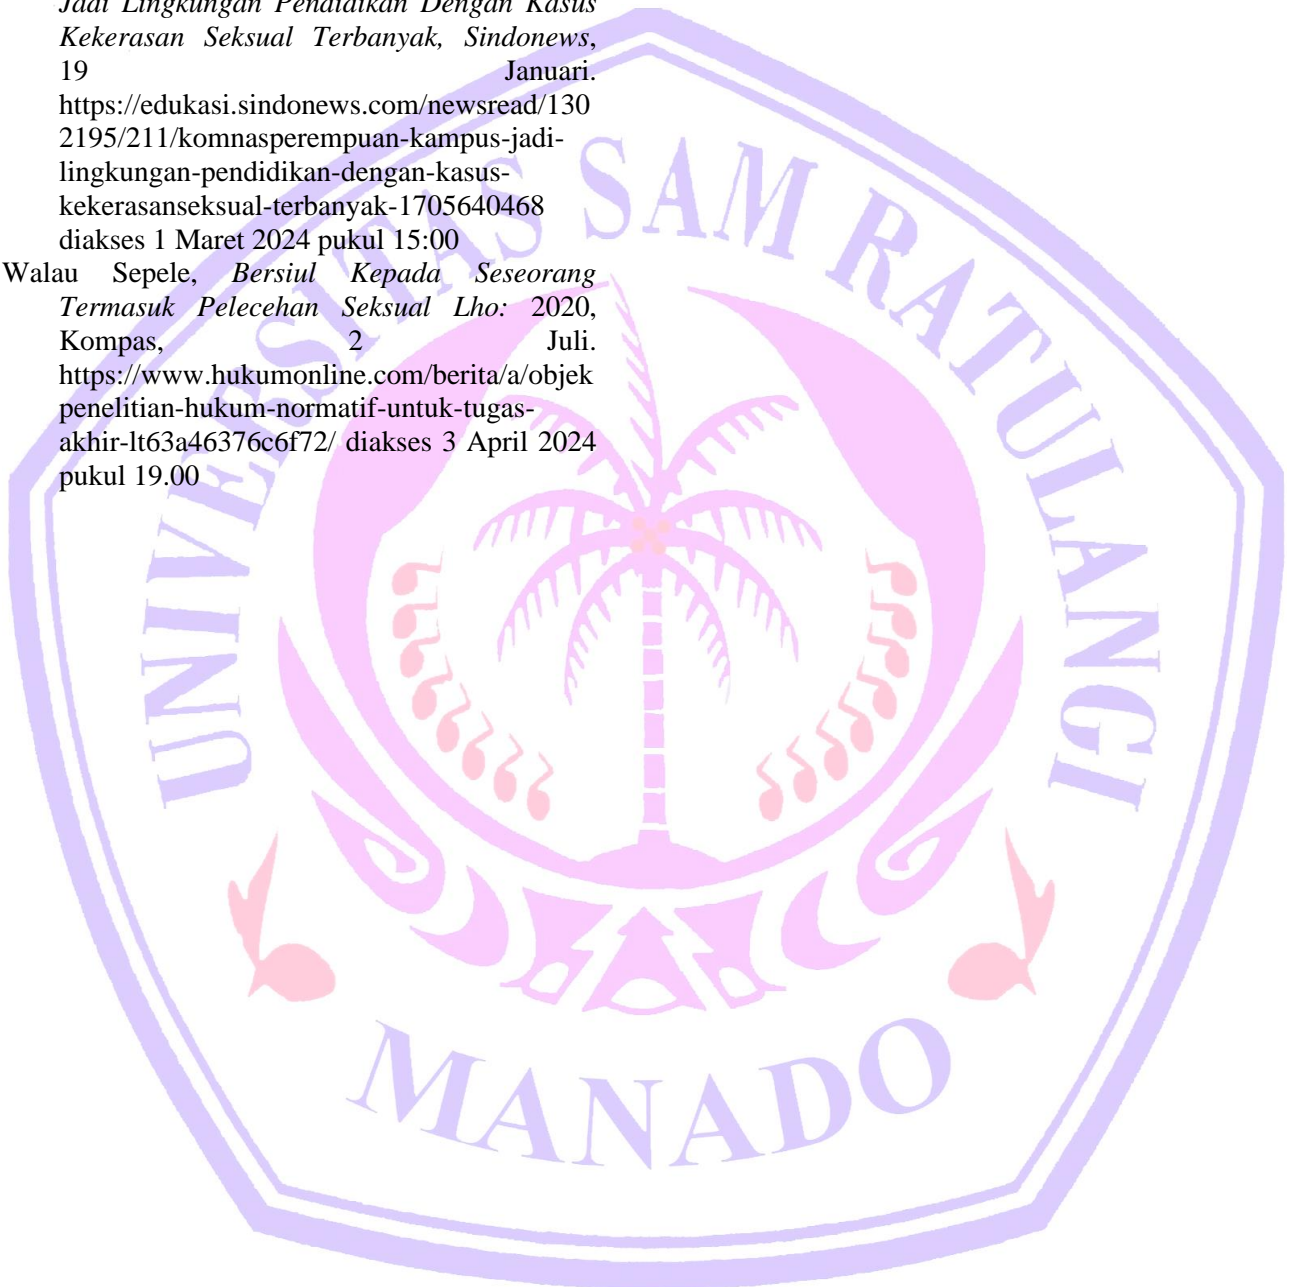 Jadi Lingkungan Pendidikan Dengan Kasus
Kekerasan Seksual Terbanyak, Sindonews,
19 Januari.
https://edukasi.sindonews.com/newsread/130
2195/211/komnasperempuan-kampus-jadi-
lingkungan-pendidikan-dengan-kasus-
kekerasanseksual-terbanyak-1705640468
diakses 1 Maret 2024 pukul 15:00
Walau Sepele, Bersiul Kepada Seseorang
Termasuk Pelecehan Seksual Lho: 2020,
Kompas, 2 Juli.
https://www.hukumonline.com/berita/a/objek
penelitian-hukum-normatif-untuk-tugas-
akhir-lt63a46376c6f72/ diakses 3 April 2024
pukul 19.00
UNIVERSITAS SAM RATULANGI
MANADO